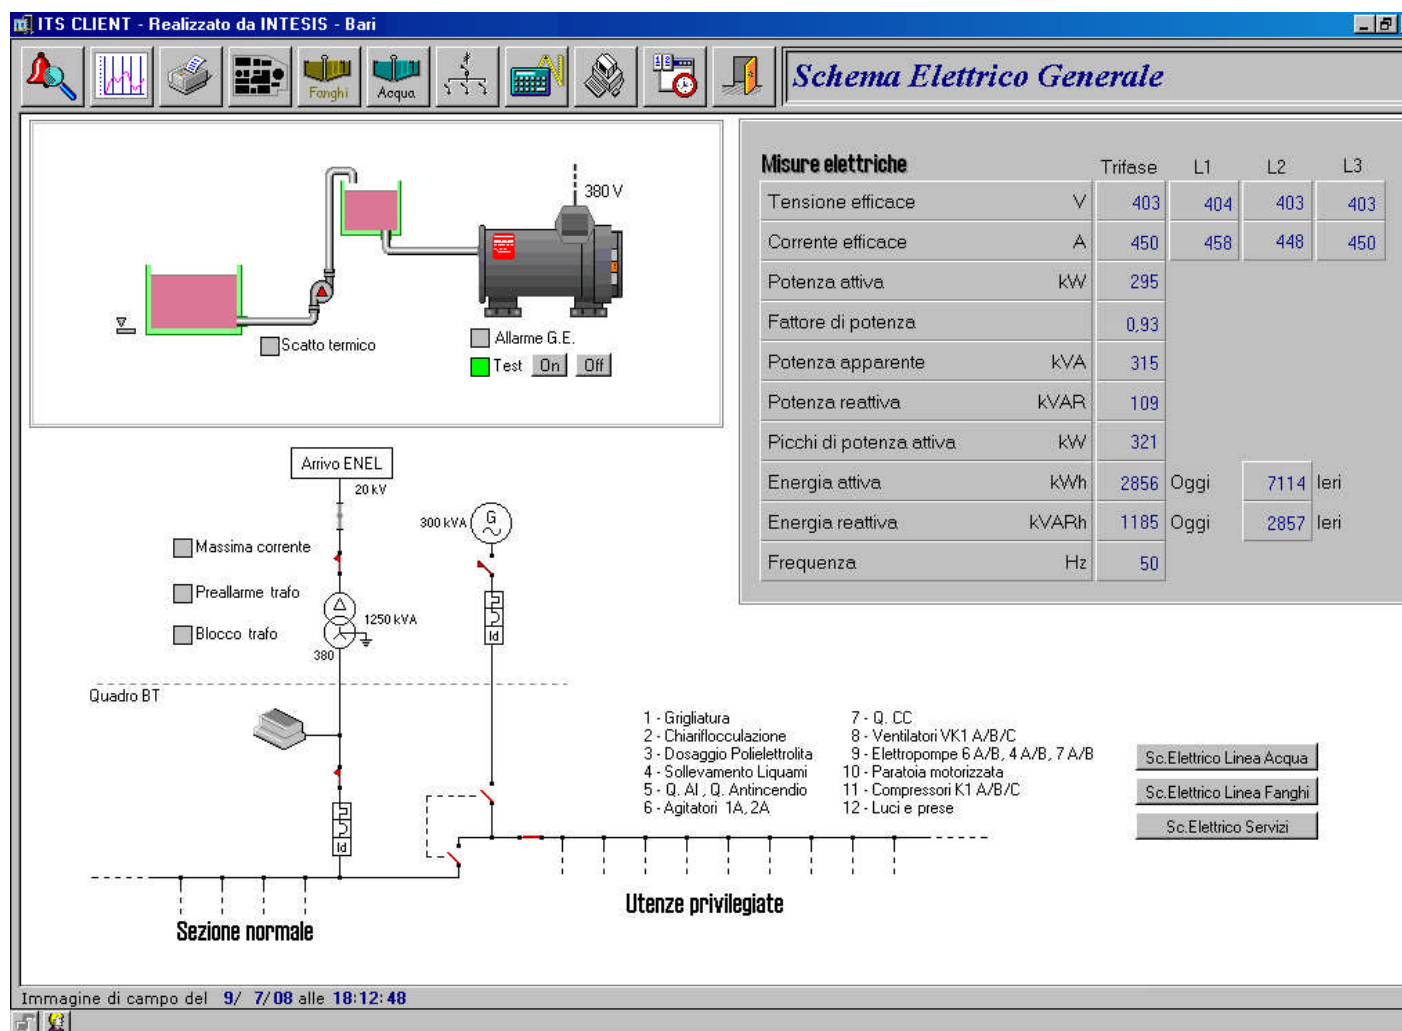 ITS CLIENT - Realizzato da INTESIS - Bari
Fanghi
Acqua
Schema Elettrico Generale
380 V
Scatto termico
Allarme G.E.
Test On Off
Misure elettriche Trifase L1 L2 L3
Tensione efficace V 403 404 403 403
Corrente efficace A 450 458 448 450
Potenza attiva kW 295
Fattore di potenza 0,93
Potenza apparente kVA 315
Potenza reattiva kVAR 109
Picchi di potenza attiva kW 321
Energia attiva kWh 2856 Oggi 7114 Ieri
Energia reattiva kVARh 1185 Oggi 2857 Ieri
Frequenza Hz 50
Arrivo ENEL
20 kV
300 kVA G
Massima corrente
Preallarme trafo
1250 kVA
Blocco trafo
Id
380
Quadro BT
1 - Grigliatura
2 - Chiariflocculazione
3 - Dosaggio Polielettrolita
4 - Sollevamento Liquami
5 - Q. AI , Q. Antincendio
6 - Agitatori 1A, 2A
7 - Q. CC
8 - Ventilatori VK1 A/B/C
9 - Elettropompe 6 A/B, 4 A/B, 7 A/B
10 - Paratoia motorizzata
11 - Compressori K1 A/B/C
12 - Luci e prese
Sc.Elettrico Linea Acqua
Sc.Elettrico Linea Fanghi
Sc.Elettrico Servizi
Id
Utenze privilegiate
Sezione normale
Immagine di campo del 9/ 7/08 alle 18:12:48